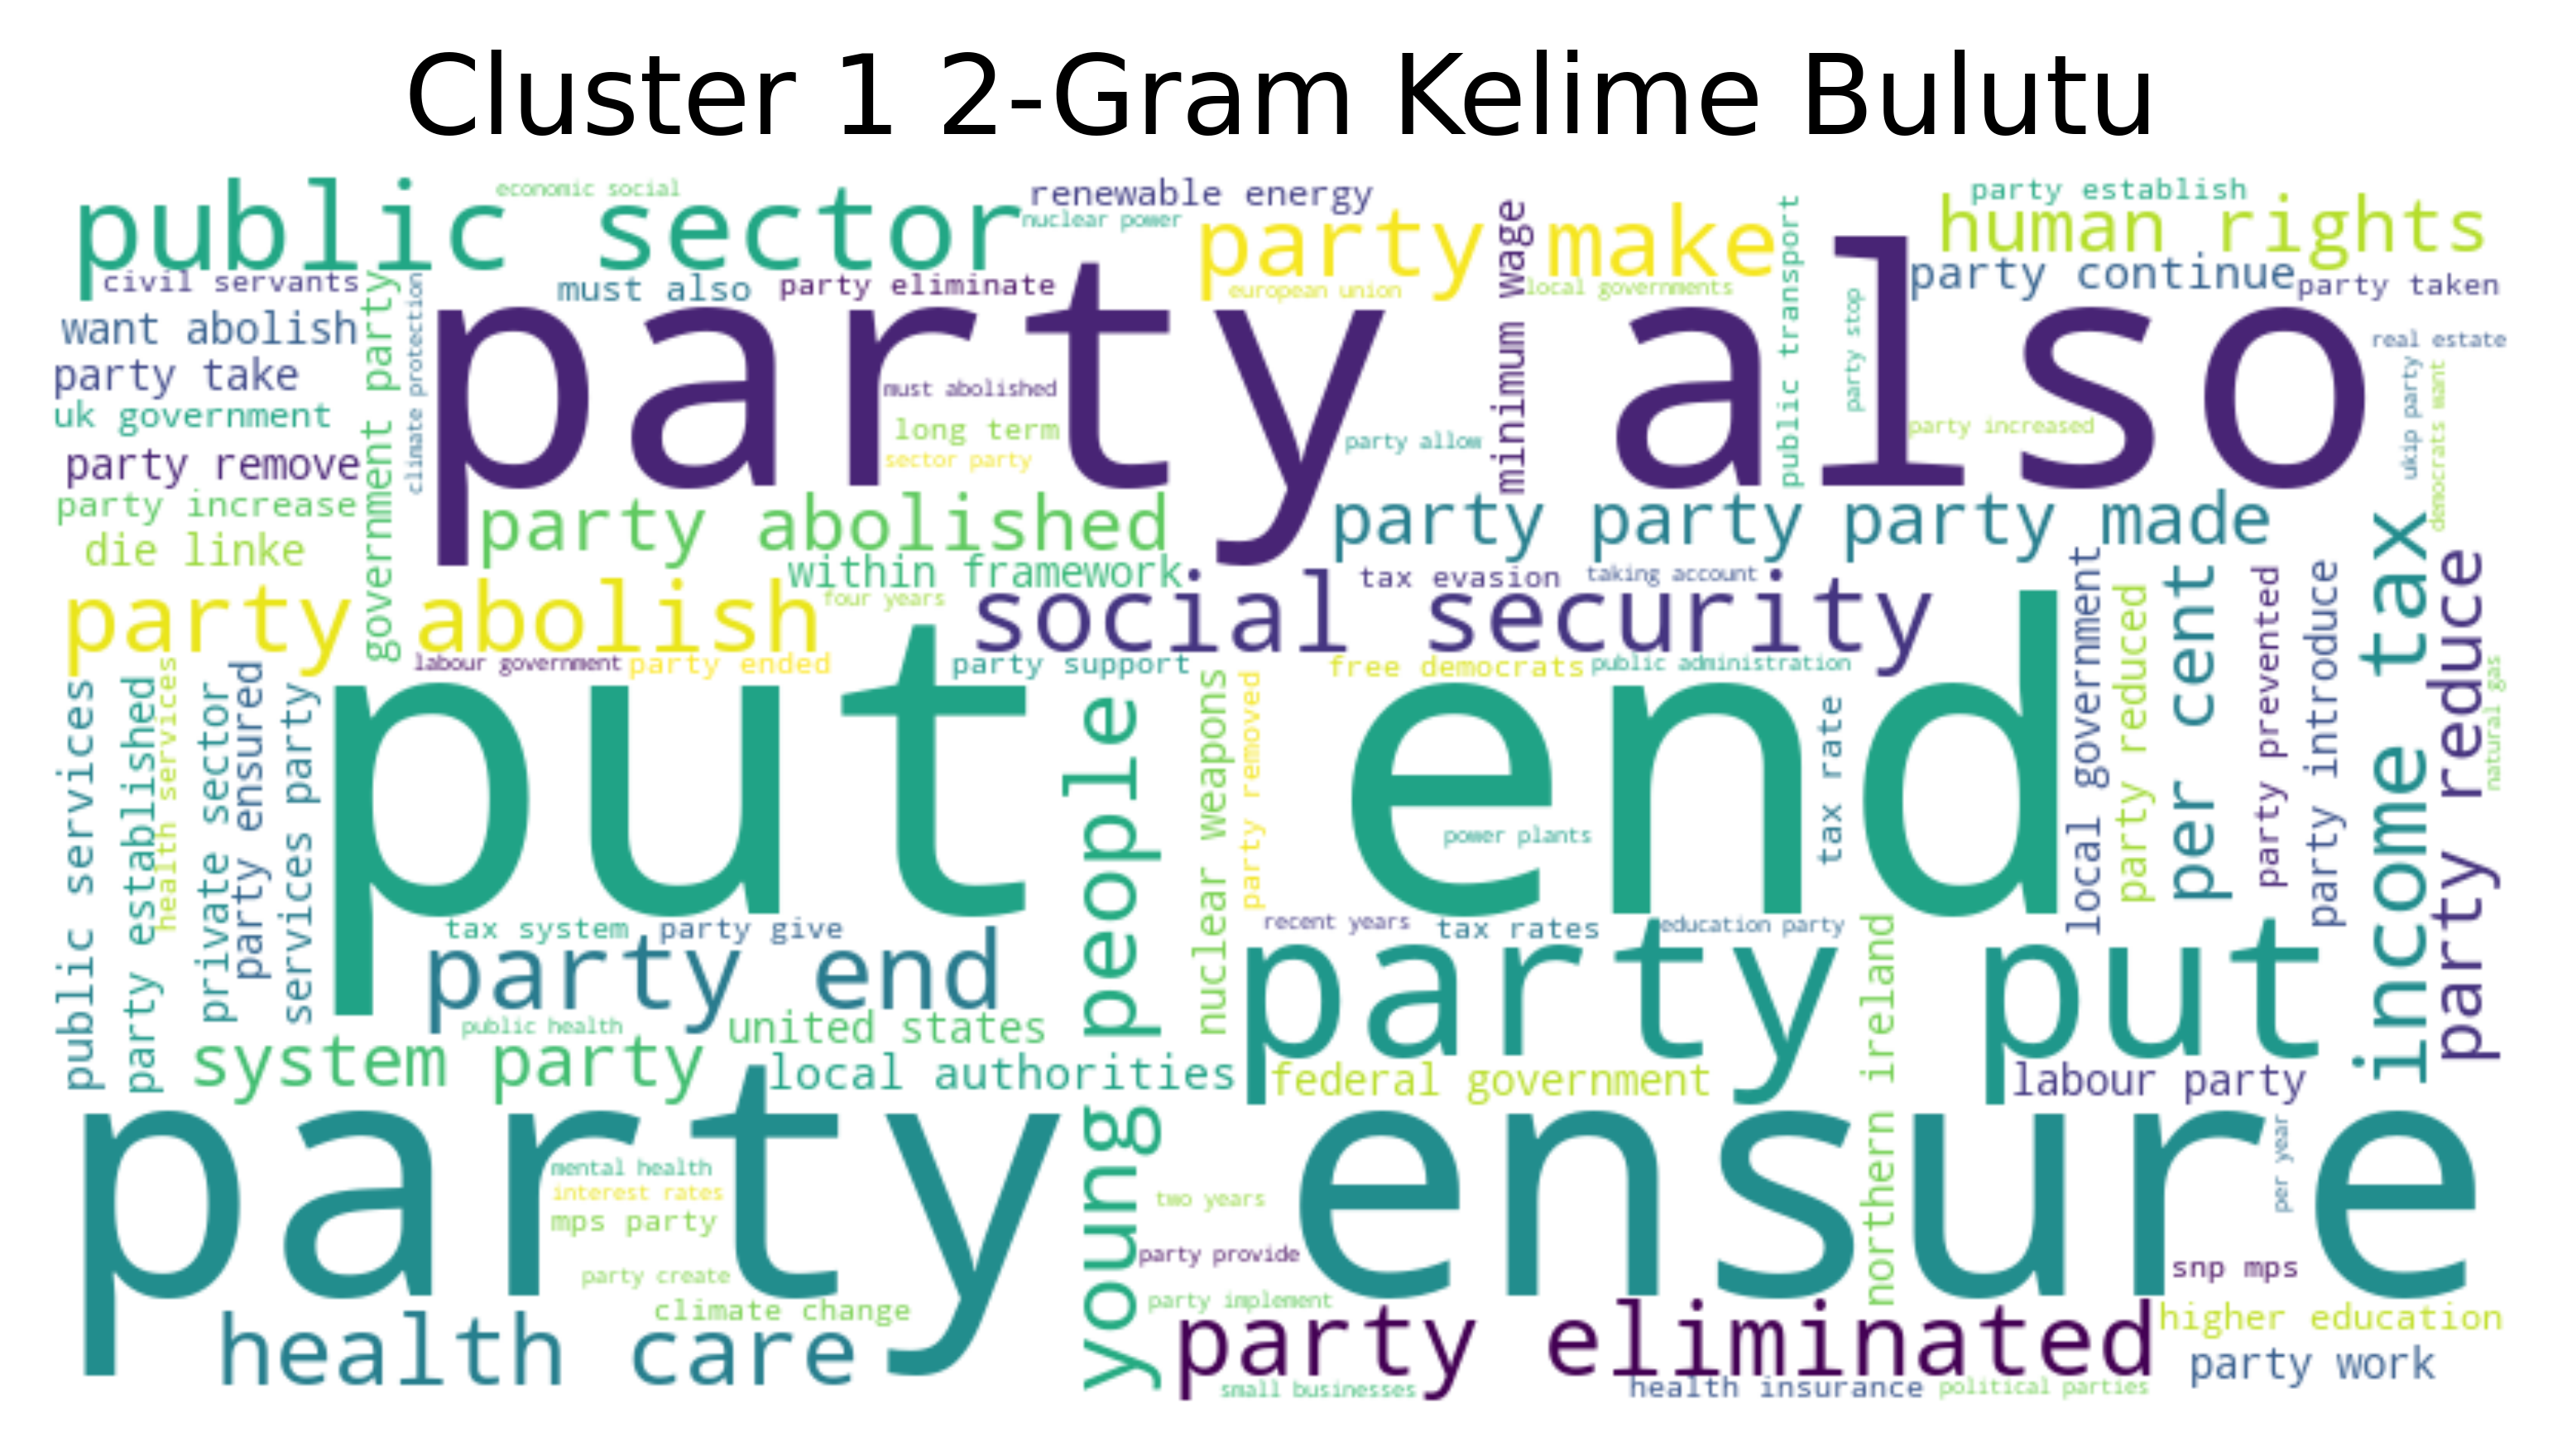 Cluster 1 2-Gram Kelime Bulutu
public sector
economic social
renewable energy
nuclear power
party make
european union
minimum wage
local governments
public transport
party establish
human rights
party continue
party taken
civil servants
must also
party eliminate
want abolish
party take
uk government
party remove
party increase
die linke
government party
climate protection
party also
must abolished
long term
sector party
party allow
party stop
party increased
real estate
ukip party
democrats want
party abolished
party party
party made
within framework
party abolish
four years
social security
tax evasion
taking account
labour government
party ended
party support
free democrats
public administration
public services
party established
health services
private sector
party ensured
services party
put end
young people
nuclear weapons
party removed
power plants
tax rate
local government
party reduced
per cent
party prevented
party introduce
income tax
party reduce
natural gas
tax system
party give
party end
recent years
tax rates
education party
party put
public health
united states
system party
local authorities
federal government
northern ireland
labour party
party ensure
mental health
interest rates
mps party
party create
climate change
health care
two years
party provide
party implement
per year
snp mps
party eliminated
higher education
party work
small businesses
health insurance
political parties